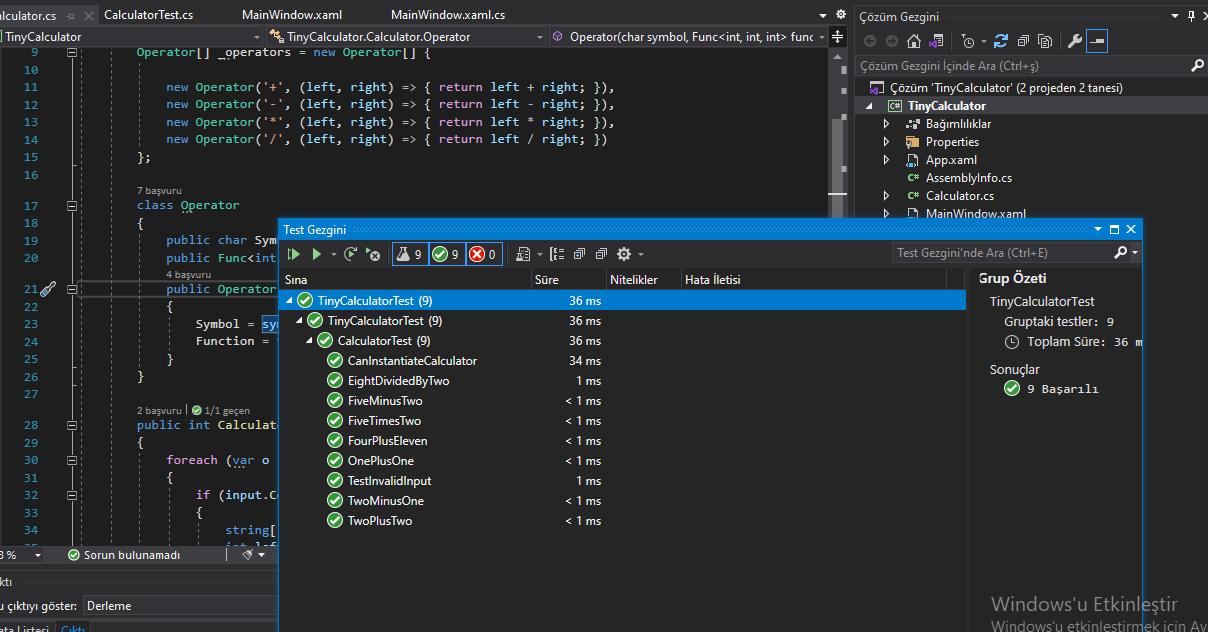 alculator.cs
CalculatorTest.cs
MainWindow.xaml
MainWindow.xaml.cs
TinyCalculator
TinyCalculator.Calculator.Operator
Operator(char symbol, Func<int, int, int> func
9 Operator[] _operators = new Operator[] {
10
11 new Operator('+', (left, right) => { return left + right; }),
12 new Operator('-', (left, right) => { return left - right; }),
13 new Operator('*', (left, right) => { return left * right; }),
14 new Operator('/', (left, right) => { return left / right; })
15 };
16
7 başvuru
17 class Operator
18 {
19 public char Sym
20 public Func<int
4 başvuru
21 public Operator
22 {
23 Symbol = sy
24 Function =
25 }
26 }
27
2 başvuru | 1/1 geçen
28 public int Calculat
29 {
30 foreach (var o
31 {
32 if (input.Co
33 {
34 string[
%
Sorun bulunamadı
ktı
u çıktıyı göster: Derleme
ata Listesi
Çıktı
Çözüm Gezgini
Çözüm Gezgini İçinde Ara (Ctrl+ş)
Çözüm 'TinyCalculator' (2 projeden 2 tanesi)
TinyCalculator
Bağımlılıklar
Properties
App.xaml
AssemblyInfo.cs
Calculator.cs
MainWindow.xaml
Test Gezgini
9
9
0
Test Gezgini'nde Ara (Ctrl+E)
Sına Süre Nitelikler Hata İletisi
TinyCalculatorTest (9) 36 ms
TinyCalculatorTest (9) 36 ms
CalculatorTest (9) 36 ms
CanInstantiateCalculator 34 ms
EightDividedByTwo 1 ms
FiveMinusTwo < 1 ms
FiveTimesTwo < 1 ms
FourPlusEleven < 1 ms
OnePlusOne < 1 ms
TestInvalidInput 1 ms
TwoMinusOne < 1 ms
TwoPlusTwo < 1 ms
Grup Özeti
TinyCalculatorTest
Gruptaki testler: 9
Toplam Süre: 36 m
Sonuçlar
9 Başarılı
Windows'u Etkinleştir
Windows'u etkinleştirmek için Ay